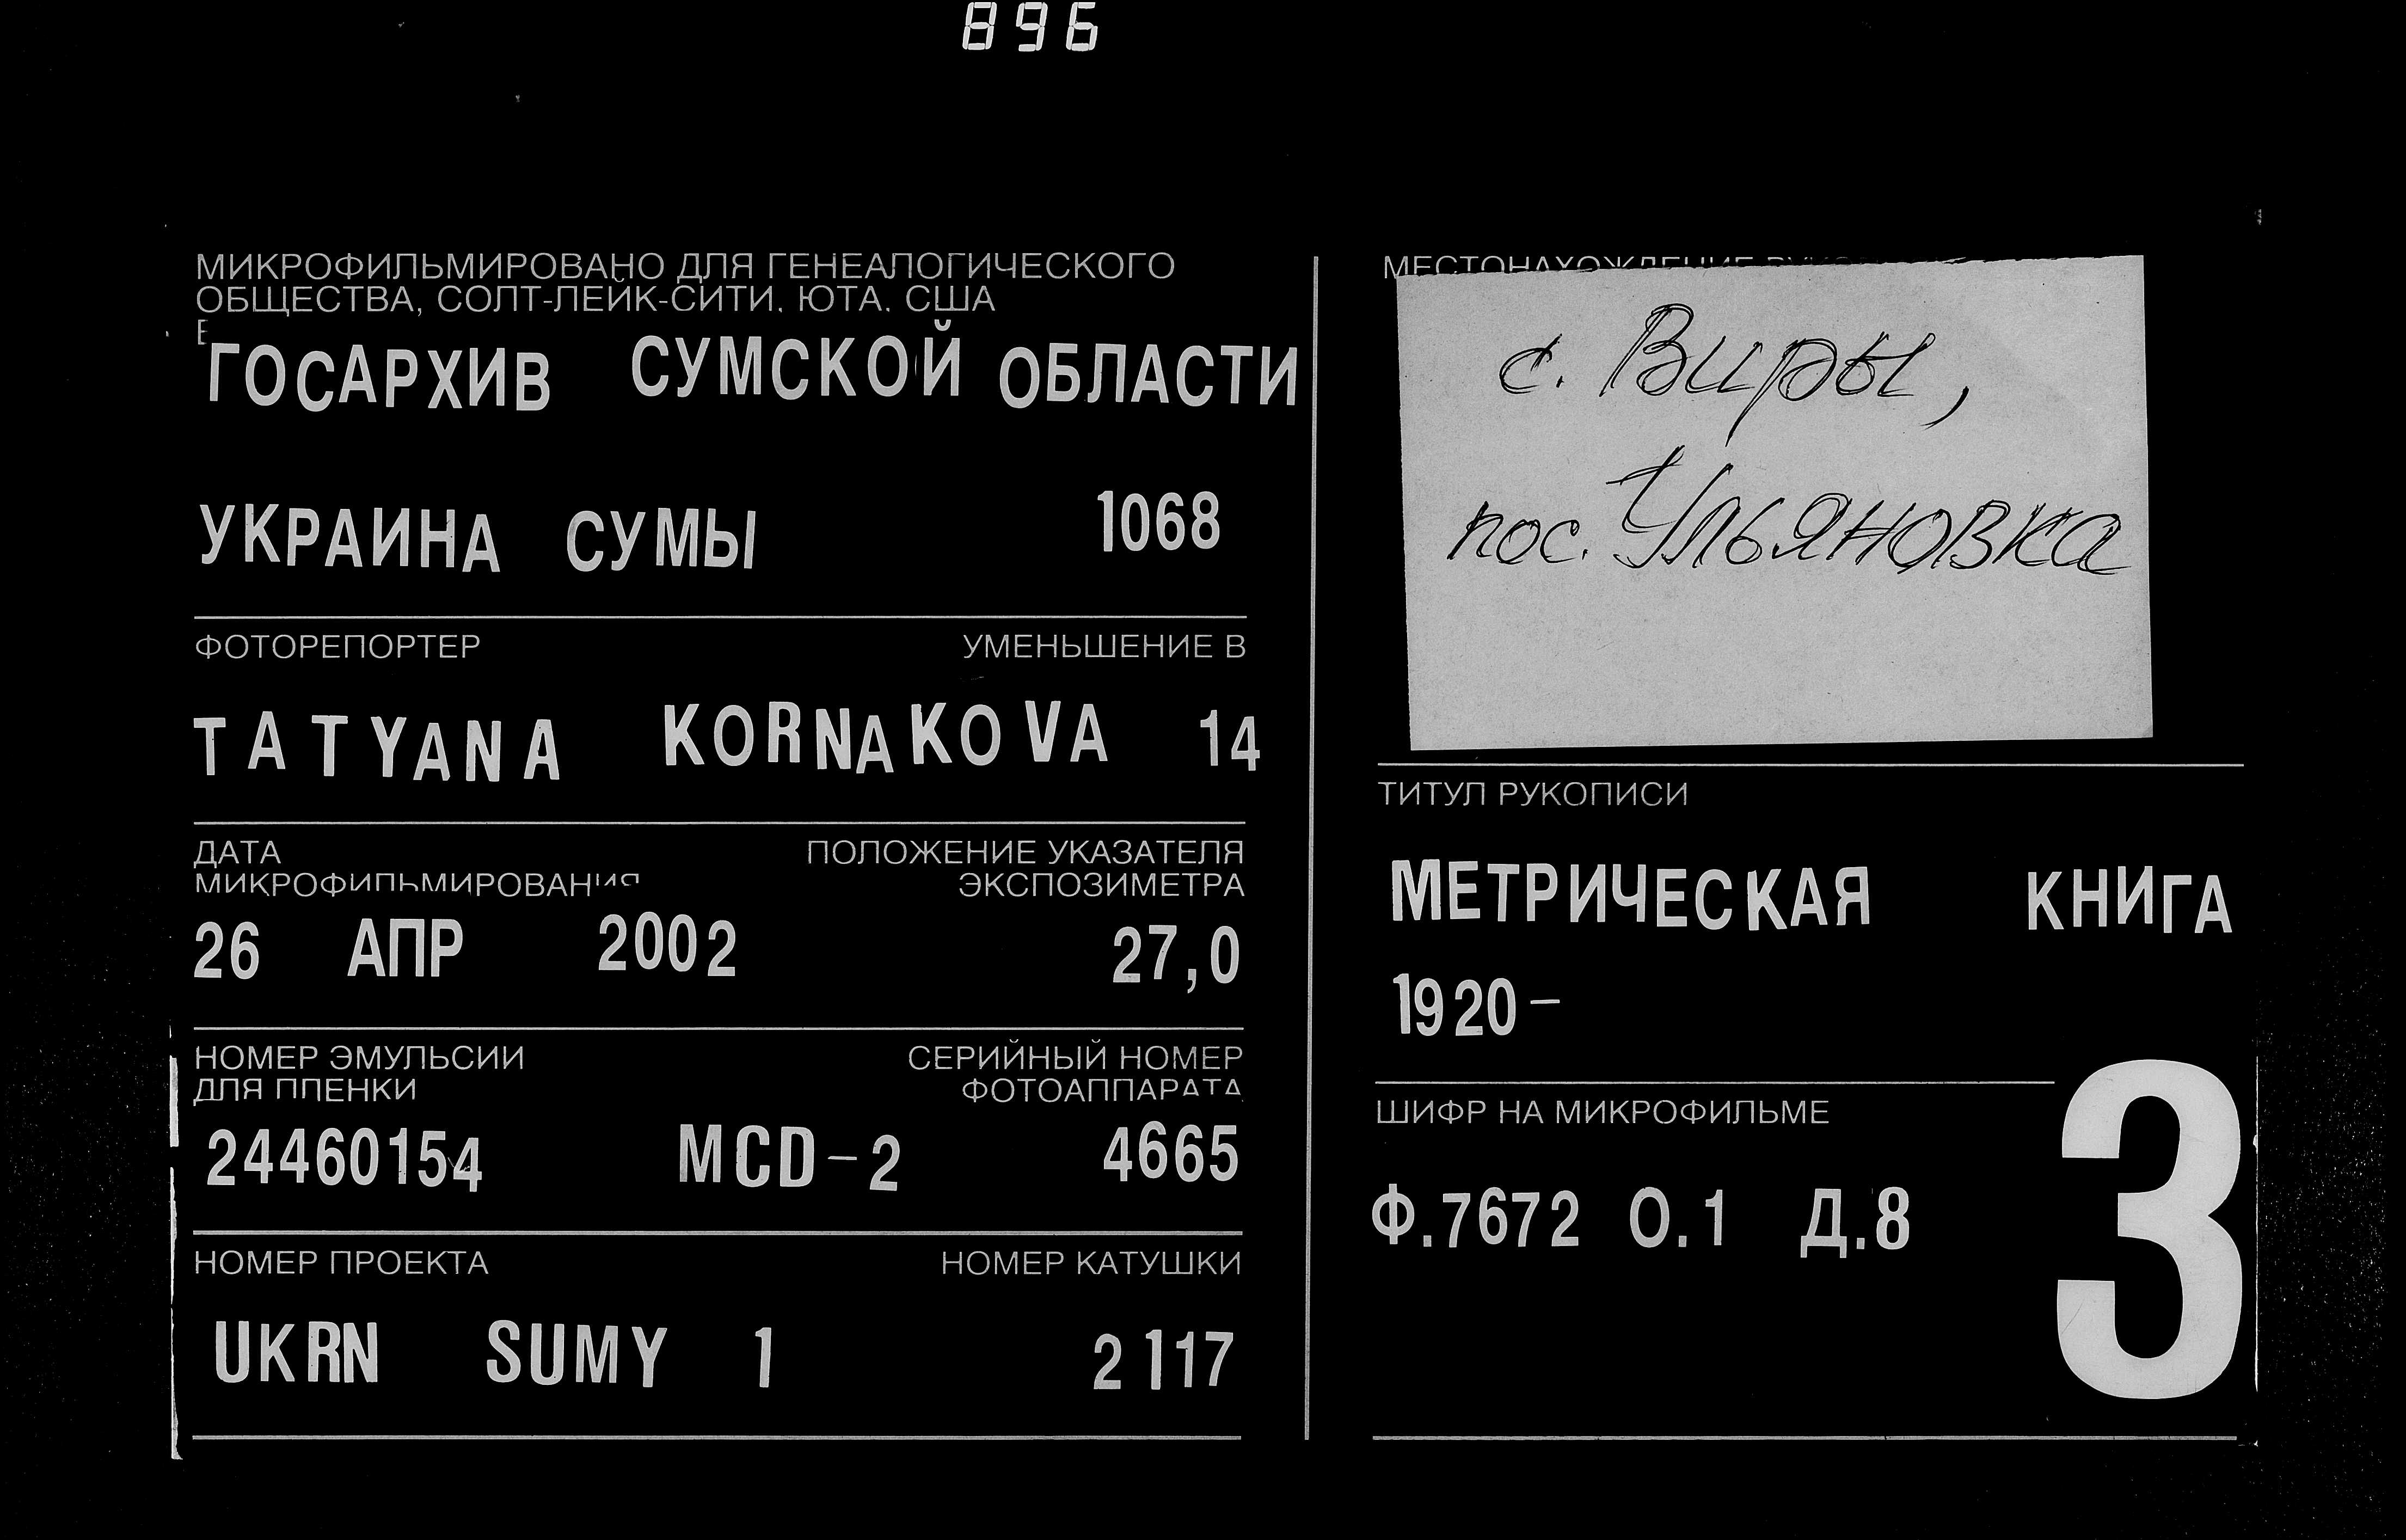 896
МИКРОФИЛЬМИРОВАНО ДЛЯ ГЕНЕАЛОГИЧЕСКОГО
ОБЩЕСТВА, СОЛТ-ЛЕЙК-СИТИ, ЮТА, США
ГОСАРХИВ СУМСКОЙ ОБЛАСТИ
УКРАИНА СУМЫ 1068
ФОТОРЕПОРТЕР УМЕНЬШЕНИЕ В
TATYANA KORNAKOVA 14
ДАТА ПОЛОЖЕНИЕ УКАЗАТЕЛЯ
МИКРОФИЛЬМИРОВАНИЯ ЭКСПОЗИМЕТРА
26 АПР 2002 27,0
НОМЕР ЭМУЛЬСИИ СЕРИЙНЫЙ НОМЕР
ДЛЯ ПЛЕНКИ ФОТОАППАРАТА
24460154 MCD-2 4665
НОМЕР ПРОЕКТА НОМЕР КАТУШКИ
UKRN SUMY 1 2117
МЕСТОНАХОЖДЕНИЕ
с. Виры,
пос. Ульяновка
ТИТУЛ РУКОПИСИ
МЕТРИЧЕСКАЯ КНИГА
1920-
ШИФР НА МИКРОФИЛЬМЕ
Ф.7672 О.1 Д.8
3